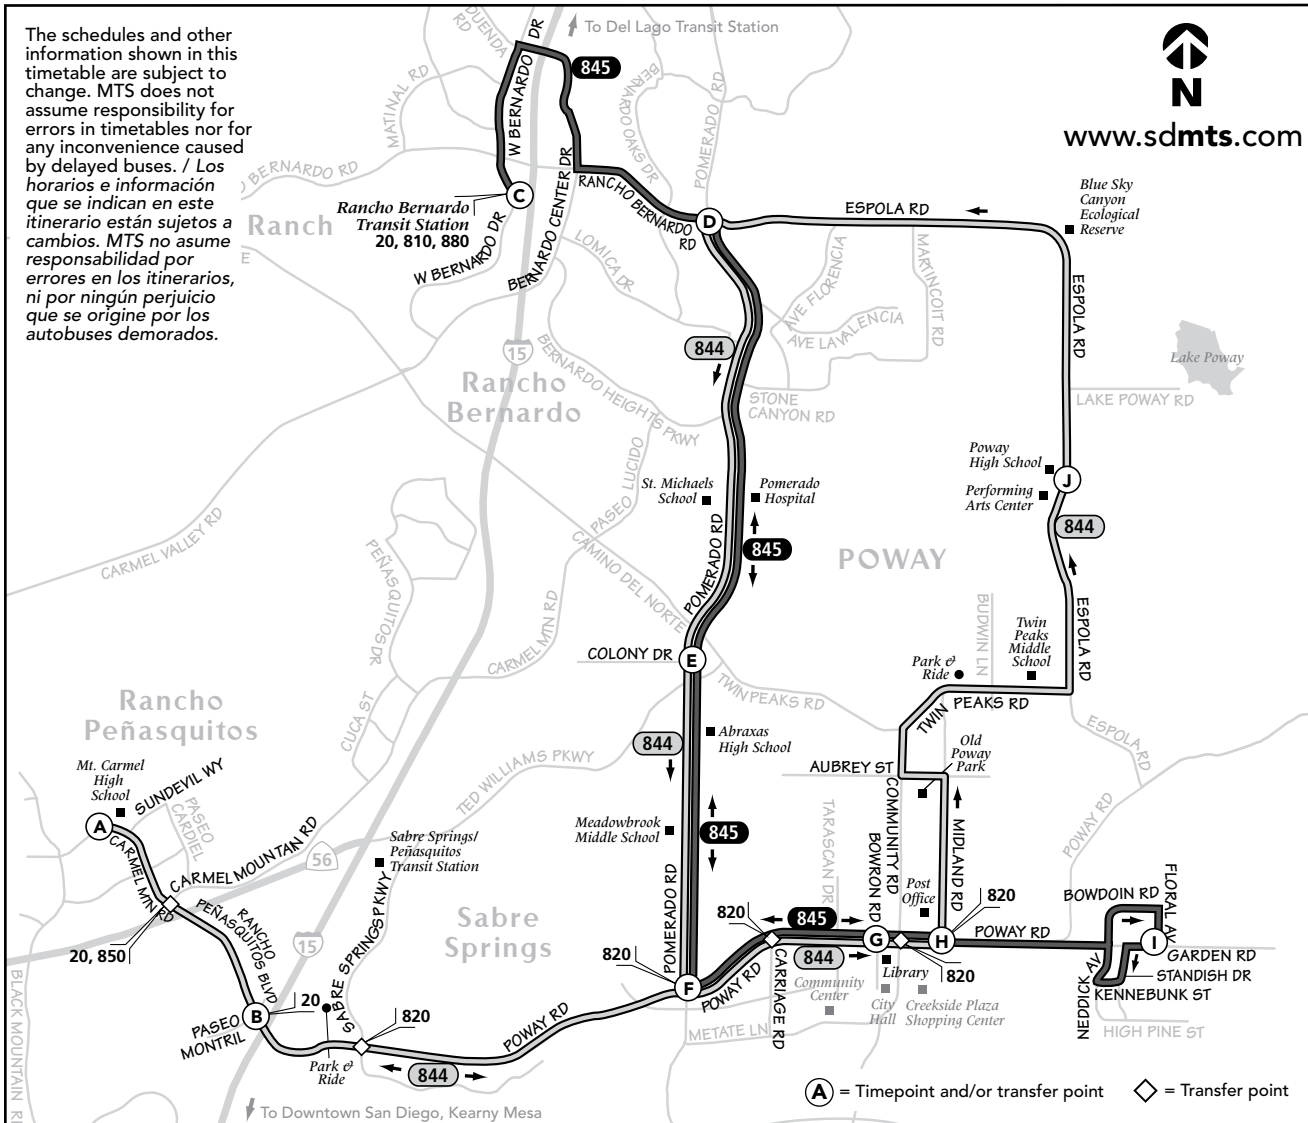 The schedules and other
information shown in this
timetable are subject to
change. MTS does not
assume responsibility for
errors in timetables nor for
any inconvenience caused
by delayed buses. / Los
horarios e información
que se indican en este
itinerario están sujetos a
cambios. MTS no asume
responsabilidad por
errores en los itinerarios,
ni por ningún perjuicio
que se origine por los
autobuses demorados.
To Del Lago Transit Station
N
www.sdmts.com
DUENDA
RD
W BERNARDO DR
845
BERNARDO OAKS DR
POMERADO RD
MATINAL RD
BERNARDO RD
Ranch
C
Rancho Bernardo
Transit Station
20, 810, 880
W BERNARDO DR
BERNARDO CENTER DR
RANCHO BERNARDO
RD
D
ESPOLA RD
Blue Sky
Canyon
Ecological
Reserve
LOMICA DR
AVE FLORENCIA
AVE LAVALENCIA
MARTINCOIT RD
ESPOLA RD
844
15
Rancho
Bernardo
BERNARDO HEIGHTS PKWY
STONE
CANYON RD
Lake Poway
LAKE POWAY RD
PASEO LUCIDO
St. Michaels
School
Pomerado
Hospital
Poway
High School
Performing
Arts Center
J
844
CARMEL VALLEY RD
PEÑASQUITOS DR
CAMINO DEL NORTE
POMERADO RD
845
POWAY
BUDWIN LN
Twin
Peaks
Middle
School
ESPOLA RD
CARMEL MTN RD
COLONY DR
E
TWIN PEAKS RD
Park &
Ride
TWIN PEAKS RD
ESPOLA RD
Rancho
Peñasquitos
CUCA ST
TED WILLIAMS PKWY
844
Abraxas
High School
Old
Poway
Park
AUBREY ST
Mt. Carmel
High
School
SUNDEVIL WY
PASEO
CARDIEL
A
CARMEL MTN RD
CARMEL MOUNTAIN RD
56
Sabre Springs/
Peñasquitos
Transit Station
Meadowbrook
Middle School
845
TARASCAN DR
COMMUNITY RD
BOWRON RD
MIDLAND RD
POWAY RD
Post
Office
820
BOWDOIN RD
FLORAL AV
RANCHO
PEÑASQUITOS BLVD
20, 850
15
SABRE SPRINGS PKWY
Sabre
Springs
POMERADO RD
820
820
845
844
G
H
POWAY RD
I
GARDEN RD
STANDISH DR
KENNEBUNK ST
NEDDICK AV
HIGH PINE ST
F
POWAY RD
CARRIAGE RD
Community
Center
Library
820
City
Hall
Creekside Plaza
Shopping Center
METATE LN
BLACK MOUNTAIN RD
PASEO
MONTRIL
B
20
820
Park &
Ride
POWAY RD
844
To Downtown San Diego, Kearny Mesa
A = Timepoint and/or transfer point
= Transfer point